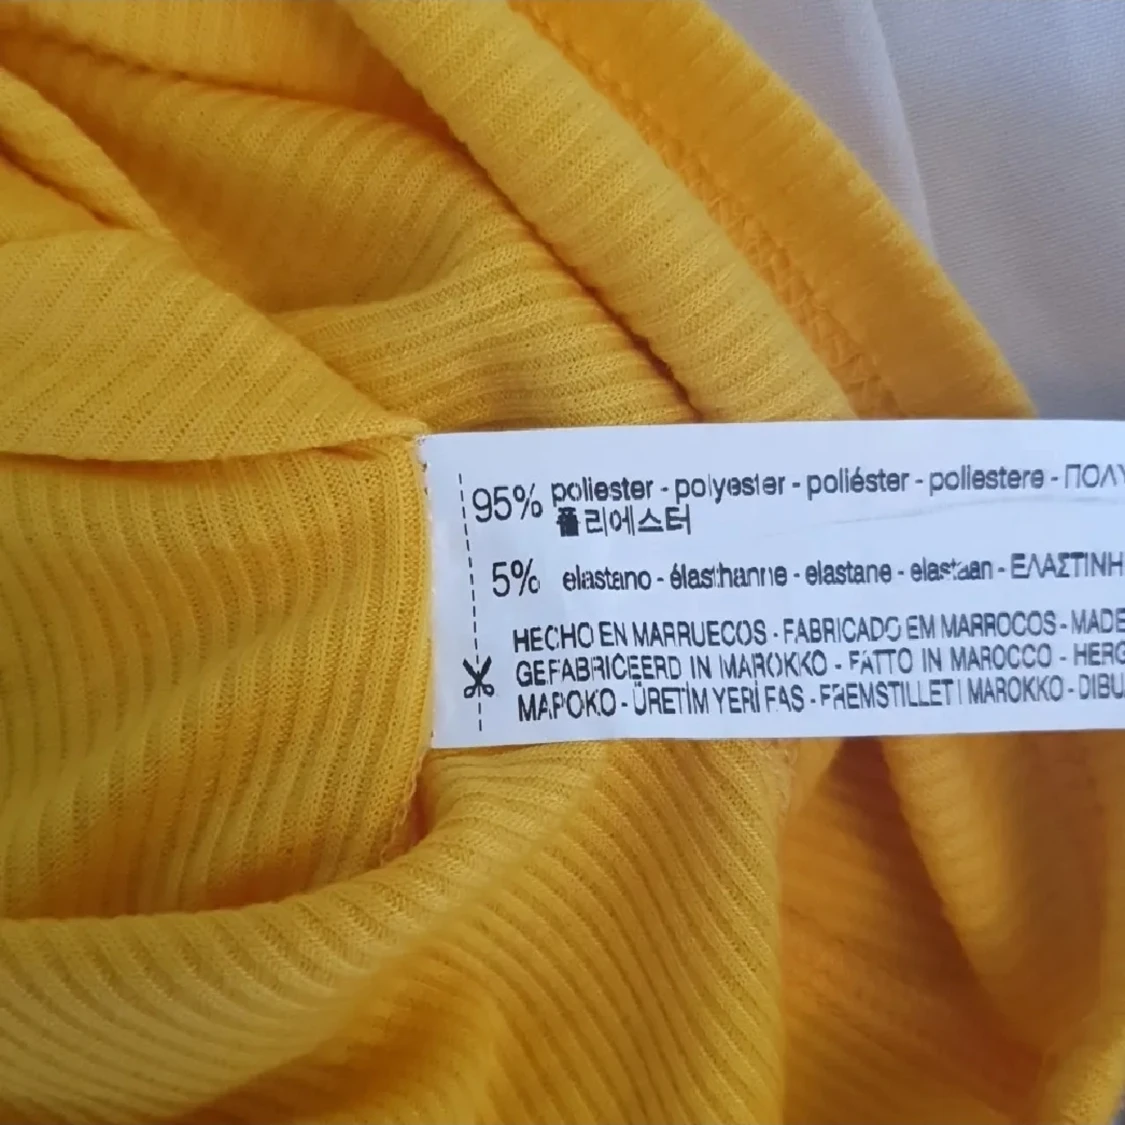 95% poliester - polyester - poliéster - poliestere - ΠΟΛΥ
폴리에스터
5% elastano - élasthanne - elastane - elastaan - ΕΛΑΣΤΙΝΗ
HECHO EN MARRUECOS - FABRICADO EM MARROCOS - MADE
GEFABRICEERD IN MAROKKO - FATTO IN MAROCCO - HERG
ΜΑΡΟΚΟ - ÜRETİM YERİ FAS - FREMSTILLET I MAROKKO - DIBU